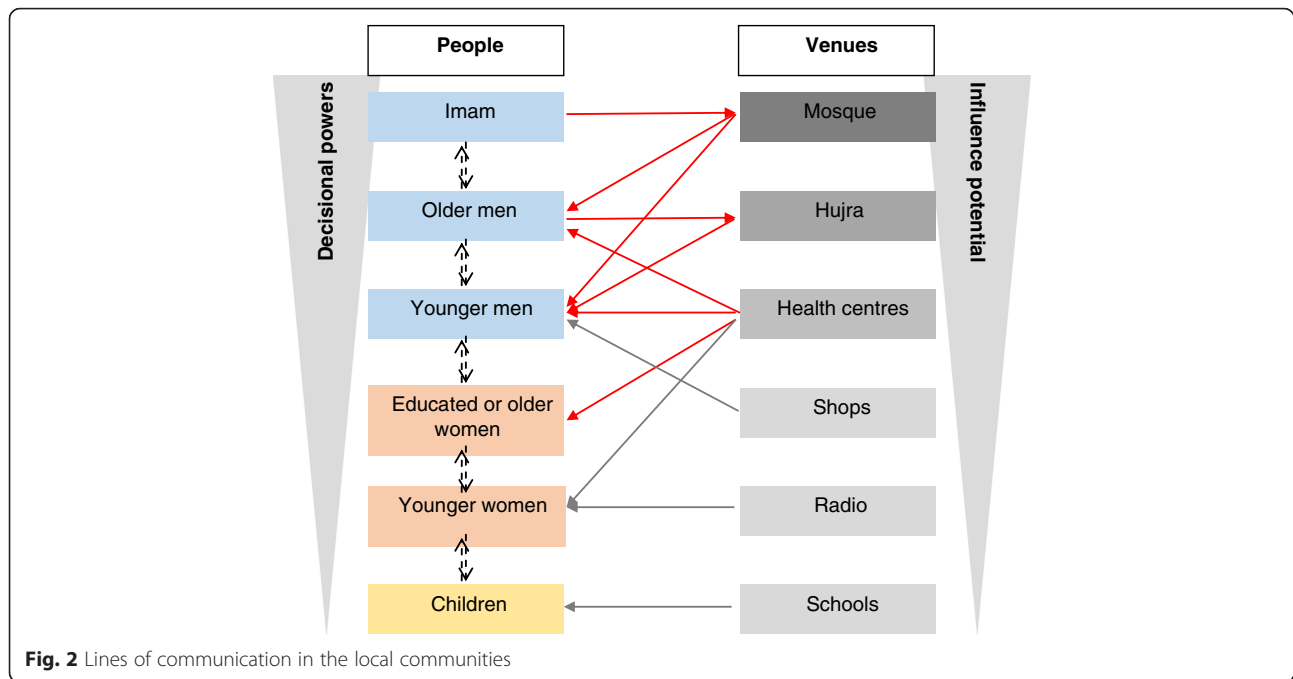 People
Venues
Decisional powers
Influence potential
Imam
Mosque
Older men
Hujra
Younger men
Health centres
Educated or older
women
Shops
Younger women
Radio
Children
Schools
Fig. 2 Lines of communication in the local communities